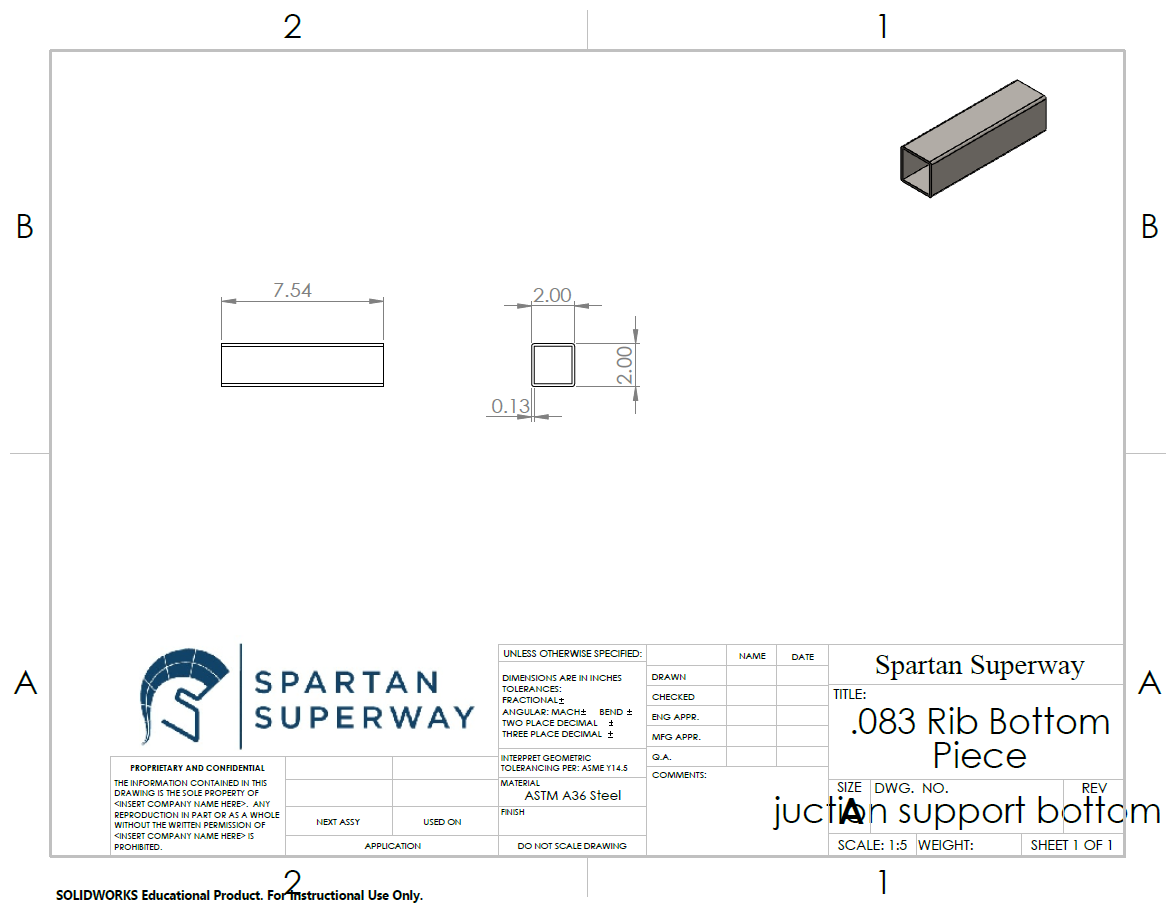 2
1
B
B
7.54
2.00
2.00
0.13
A
A
SPARTAN
SUPERWAY
PROPRIETARY AND CONFIDENTIAL
THE INFORMATION CONTAINED IN THIS
DRAWING IS THE SOLE PROPERTY OF
<INSERT COMPANY NAME HERE>. ANY
REPRODUCTION IN PART OR AS A WHOLE
WITHOUT THE WRITTEN PERMISSION OF
<INSERT COMPANY NAME HERE> IS
PROHIBITED.
NEXT ASSY
USED ON
APPLICATION
UNLESS OTHERWISE SPECIFIED:
DIMENSIONS ARE IN INCHES
TOLERANCES:
FRACTIONAL±
ANGULAR: MACH± BEND ±
TWO PLACE DECIMAL ±
THREE PLACE DECIMAL ±
INTERPRET GEOMETRIC
TOLERANCING PER: ASME Y14.5
MATERIAL
ASTM A36 Steel
FINISH
DO NOT SCALE DRAWING
NAME
DATE
DRAWN
CHECKED
ENG APPR.
MFG APPR.
Q.A.
COMMENTS:
Spartan Superway
TITLE:
.083 Rib Bottom
Piece
SIZE
DWG. NO.
REV
A
juction support bottom
SCALE: 1:5
WEIGHT:
SHEET 1 OF 1
2
1
SOLIDWORKS Educational Product. For Instructional Use Only.